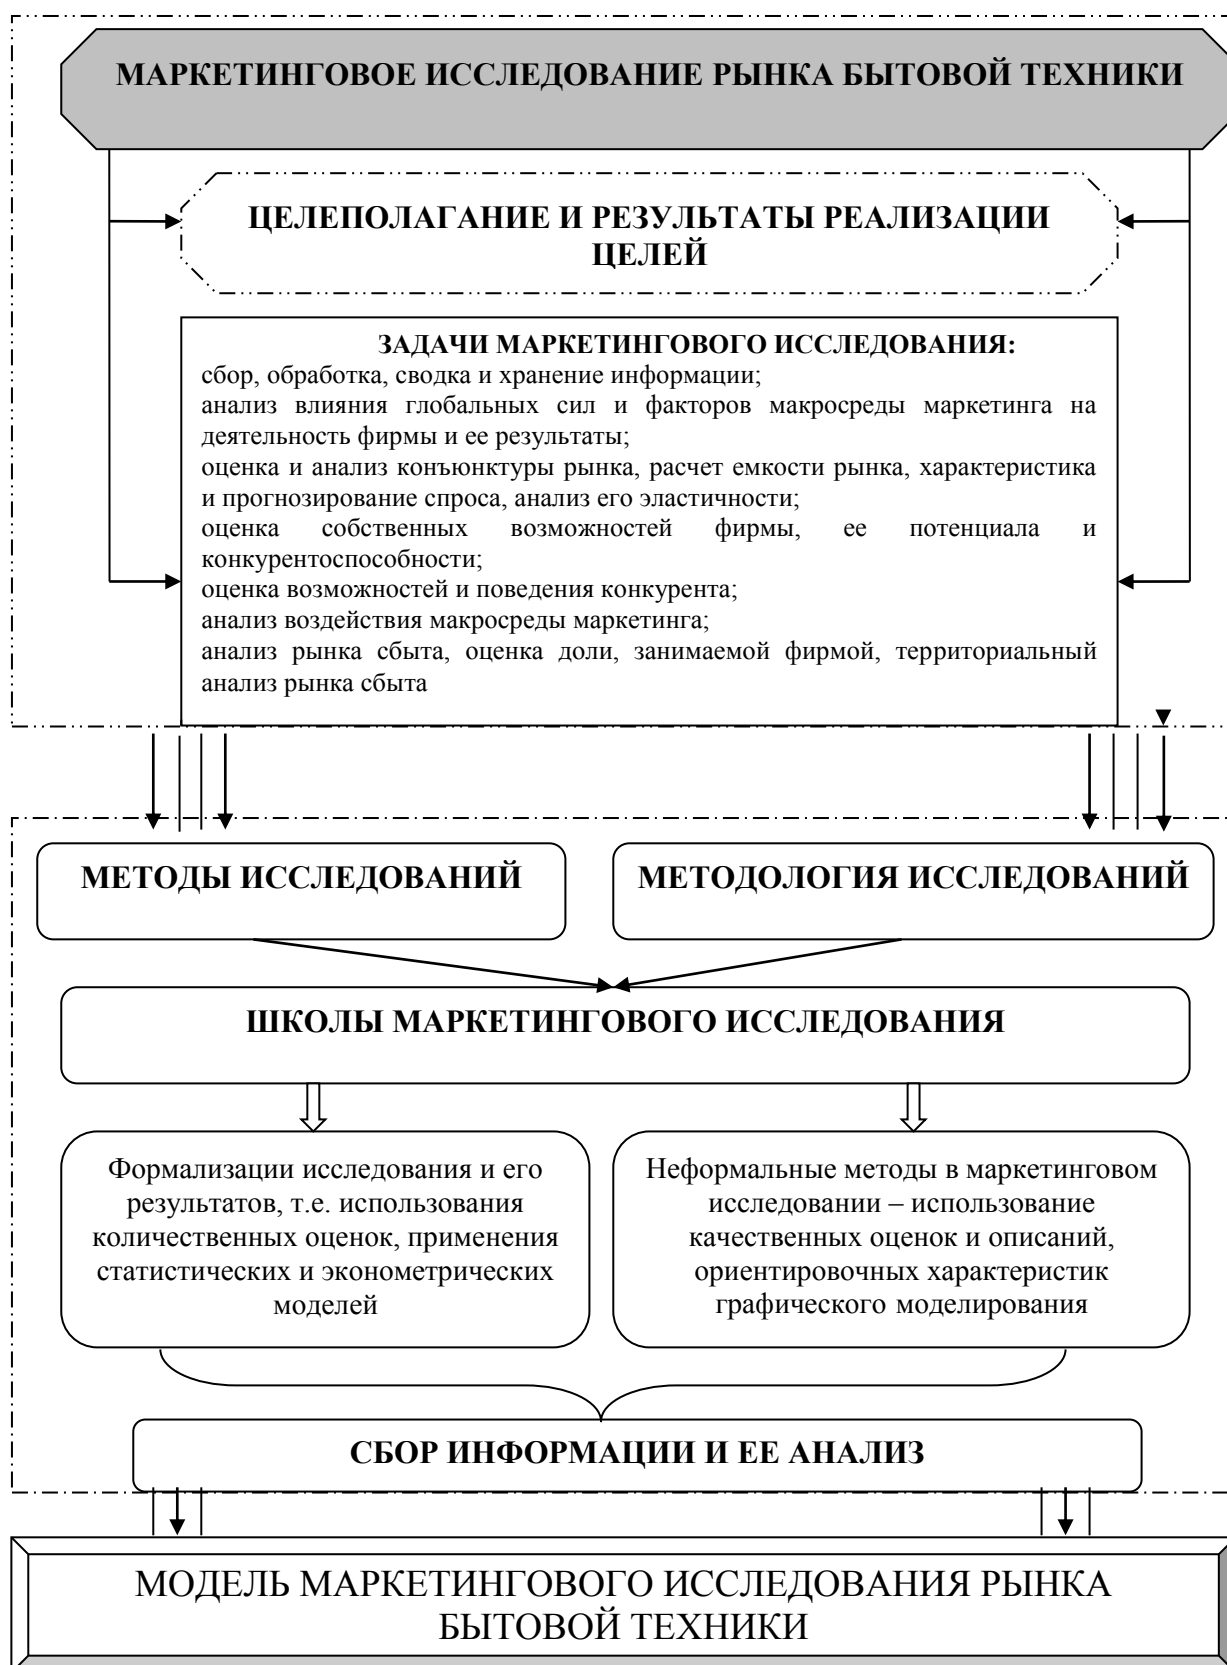 МАРКЕТИНГОВОЕ ИССЛЕДОВАНИЕ РЫНКА БЫТОВОЙ ТЕХНИКИ
ЦЕЛЕПОЛАГАНИЕ И РЕЗУЛЬТАТЫ РЕАЛИЗАЦИИ
ЦЕЛЕЙ
ЗАДАЧИ МАРКЕТИНГОВОГО ИССЛЕДОВАНИЯ:
сбор, обработка, сводка и хранение информации;
анализ влияния глобальных сил и факторов макросреды маркетинга на
деятельность фирмы и ее результаты;
оценка и анализ конъюнктуры рынка, расчет емкости рынка, характеристика
и прогнозирование спроса, анализ его эластичности;
оценка собственных возможностей фирмы, ее потенциала и
конкурентоспособности;
оценка возможностей и поведения конкурента;
анализ воздействия макросреды маркетинга;
анализ рынка сбыта, оценка доли, занимаемой фирмой, территориальный
анализ рынка сбыта
МЕТОДЫ ИССЛЕДОВАНИЙ
МЕТОДОЛОГИЯ ИССЛЕДОВАНИЙ
ШКОЛЫ МАРКЕТИНГОВОГО ИССЛЕДОВАНИЯ
Формализации исследования и его
результатов, т.е. использования
количественных оценок, применения
статистических и эконометрических
моделей
Неформальные методы в маркетинговом
исследовании – использование
качественных оценок и описаний,
ориентировочных характеристик
графического моделирования
СБОР ИНФОРМАЦИИ И ЕЕ АНАЛИЗ
МОДЕЛЬ МАРКЕТИНГОВОГО ИССЛЕДОВАНИЯ РЫНКА
БЫТОВОЙ ТЕХНИКИ